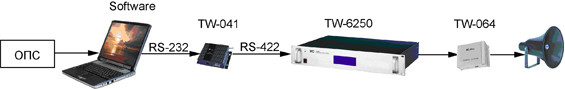 Software
TW-041
TW-6250
TW-064
ОПС
RS-232
RS-422